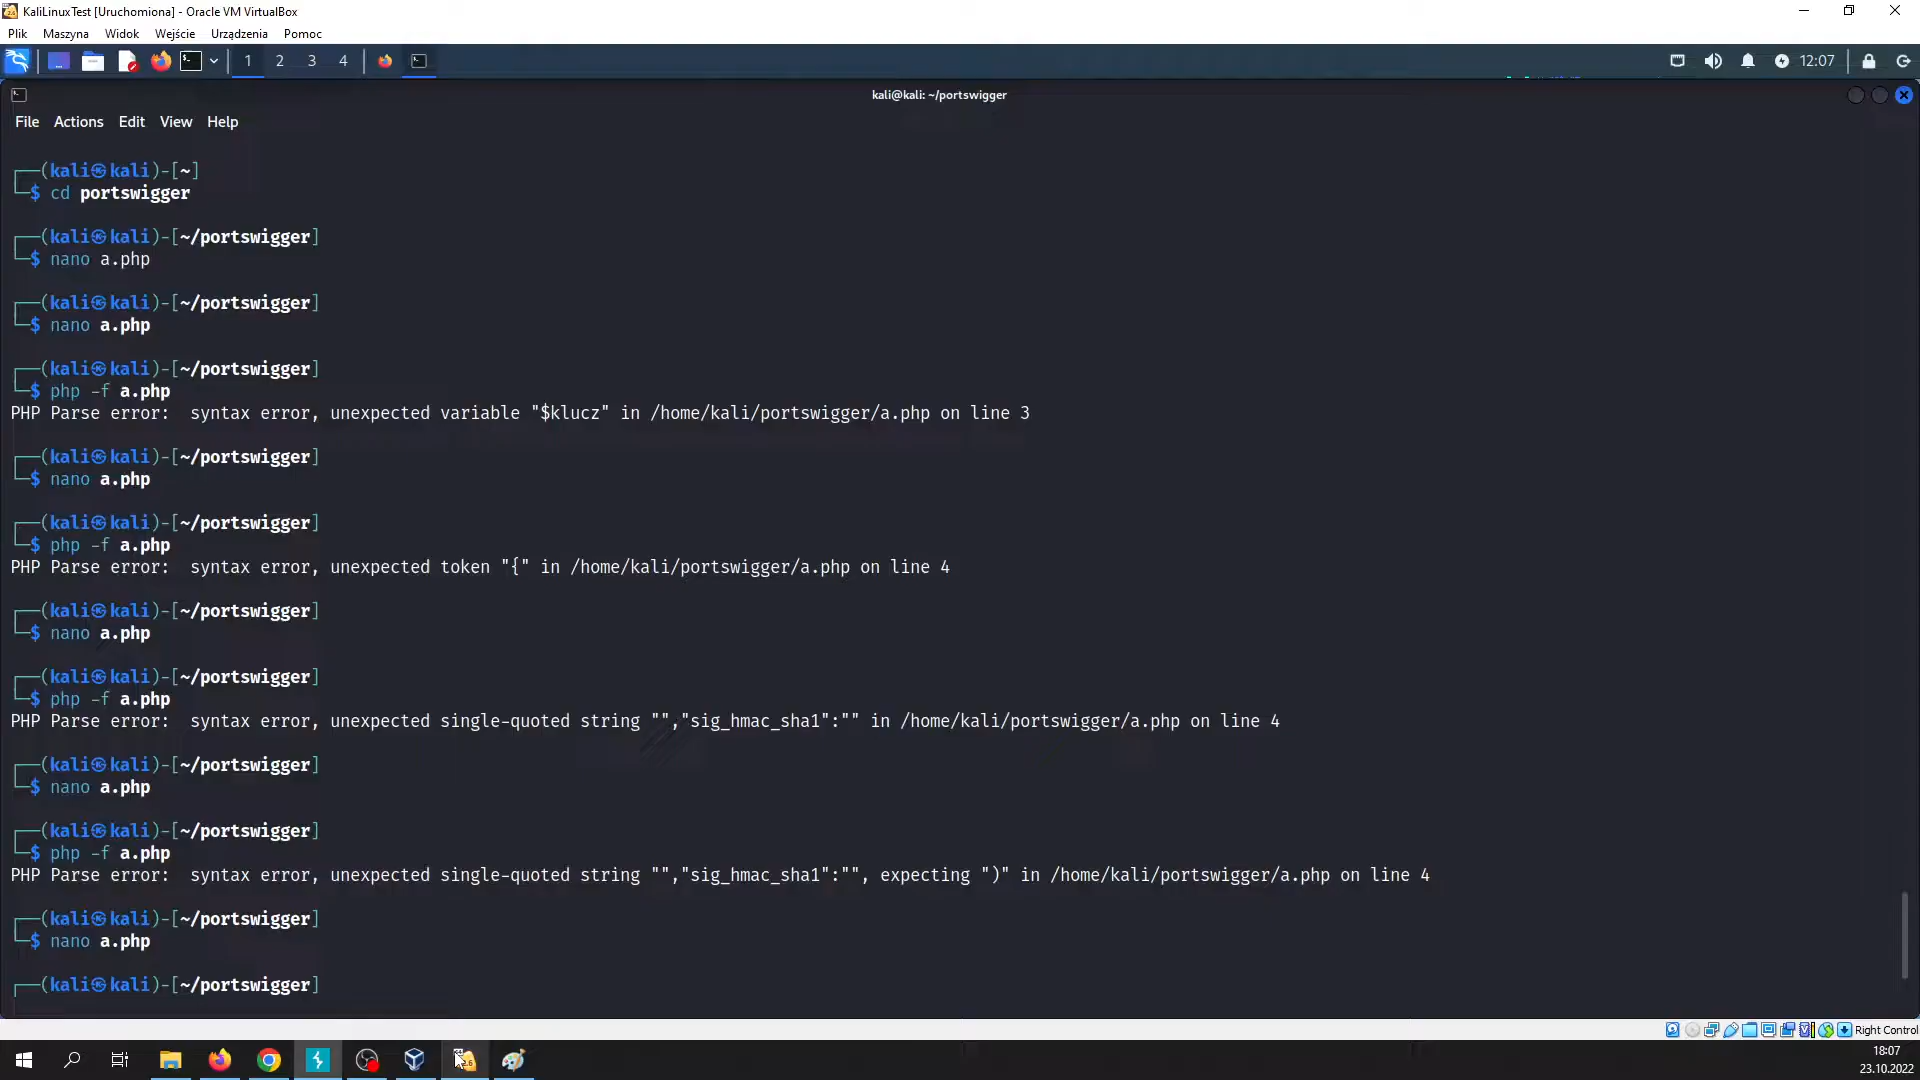 KaliLinuxTest [Uruchomiona] - Oracle VM VirtualBox
Plik Maszyna Widok Wejście Urządzenia Pomoc
1 2 3 4 12:07
kali@kali: ~/portswigger
File Actions Edit View Help
┌──(kali㉿kali)-[~]
└─$ cd portswigger
┌──(kali㉿kali)-[~/portswigger]
└─$ nano a.php
┌──(kali㉿kali)-[~/portswigger]
└─$ nano a.php
┌──(kali㉿kali)-[~/portswigger]
└─$ php -f a.php
PHP Parse error:  syntax error, unexpected variable "$klucz" in /home/kali/portswigger/a.php on line 3
┌──(kali㉿kali)-[~/portswigger]
└─$ nano a.php
┌──(kali㉿kali)-[~/portswigger]
└─$ php -f a.php
PHP Parse error:  syntax error, unexpected token "{" in /home/kali/portswigger/a.php on line 4
┌──(kali㉿kali)-[~/portswigger]
└─$ nano a.php
┌──(kali㉿kali)-[~/portswigger]
└─$ php -f a.php
PHP Parse error:  syntax error, unexpected single-quoted string "","sig_hmac_sha1":"" in /home/kali/portswigger/a.php on line 4
┌──(kali㉿kali)-[~/portswigger]
└─$ nano a.php
┌──(kali㉿kali)-[~/portswigger]
└─$ php -f a.php
PHP Parse error:  syntax error, unexpected single-quoted string "","sig_hmac_sha1":"", expecting ")" in /home/kali/portswigger/a.php on line 4
┌──(kali㉿kali)-[~/portswigger]
└─$ nano a.php
┌──(kali㉿kali)-[~/portswigger]
Right Control
18:07
23.10.2022